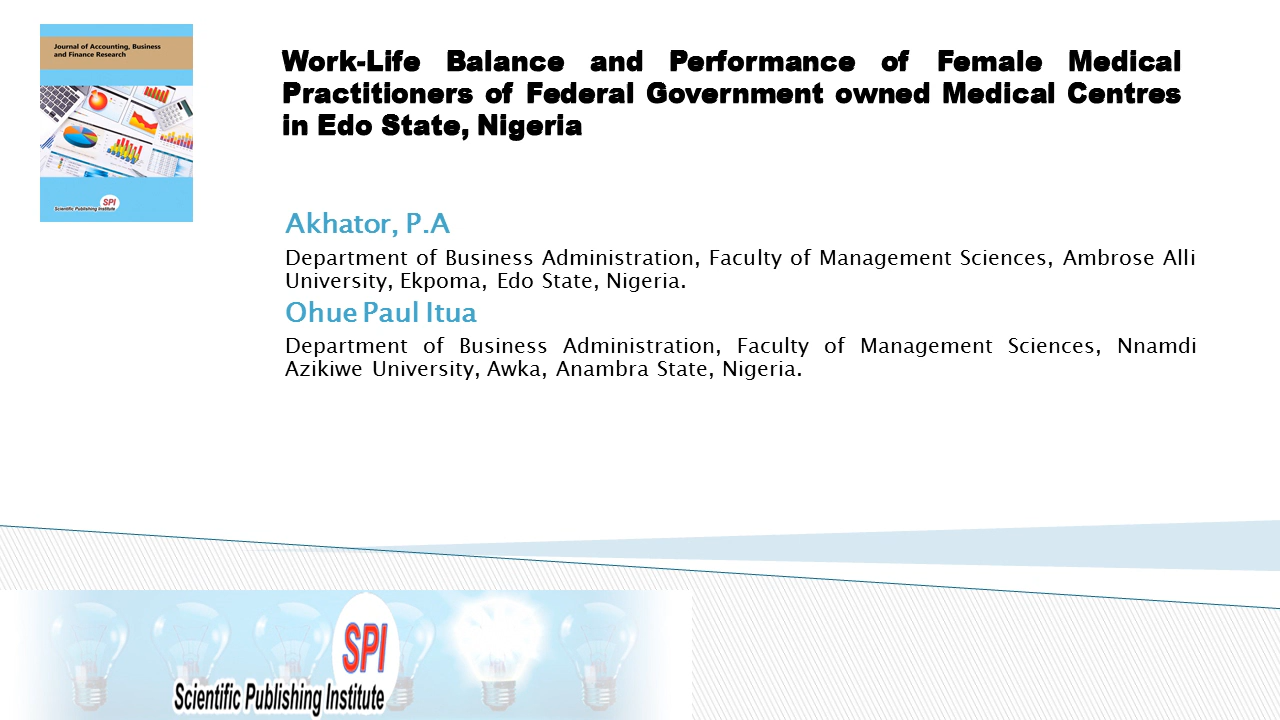 Journal of Accounting, Business
and Finance Research
SPI
Scientific Publishing Institute
Work-Life Balance and Performance of Female Medical
Practitioners of Federal Government owned Medical Centres
in Edo State, Nigeria
Akhator, P.A
Department of Business Administration, Faculty of Management Sciences, Ambrose Alli
University, Ekpoma, Edo State, Nigeria.
Ohue Paul Itua
Department of Business Administration, Faculty of Management Sciences, Nnamdi
Azikiwe University, Awka, Anambra State, Nigeria.
SPI
Scientific Publishing Institute